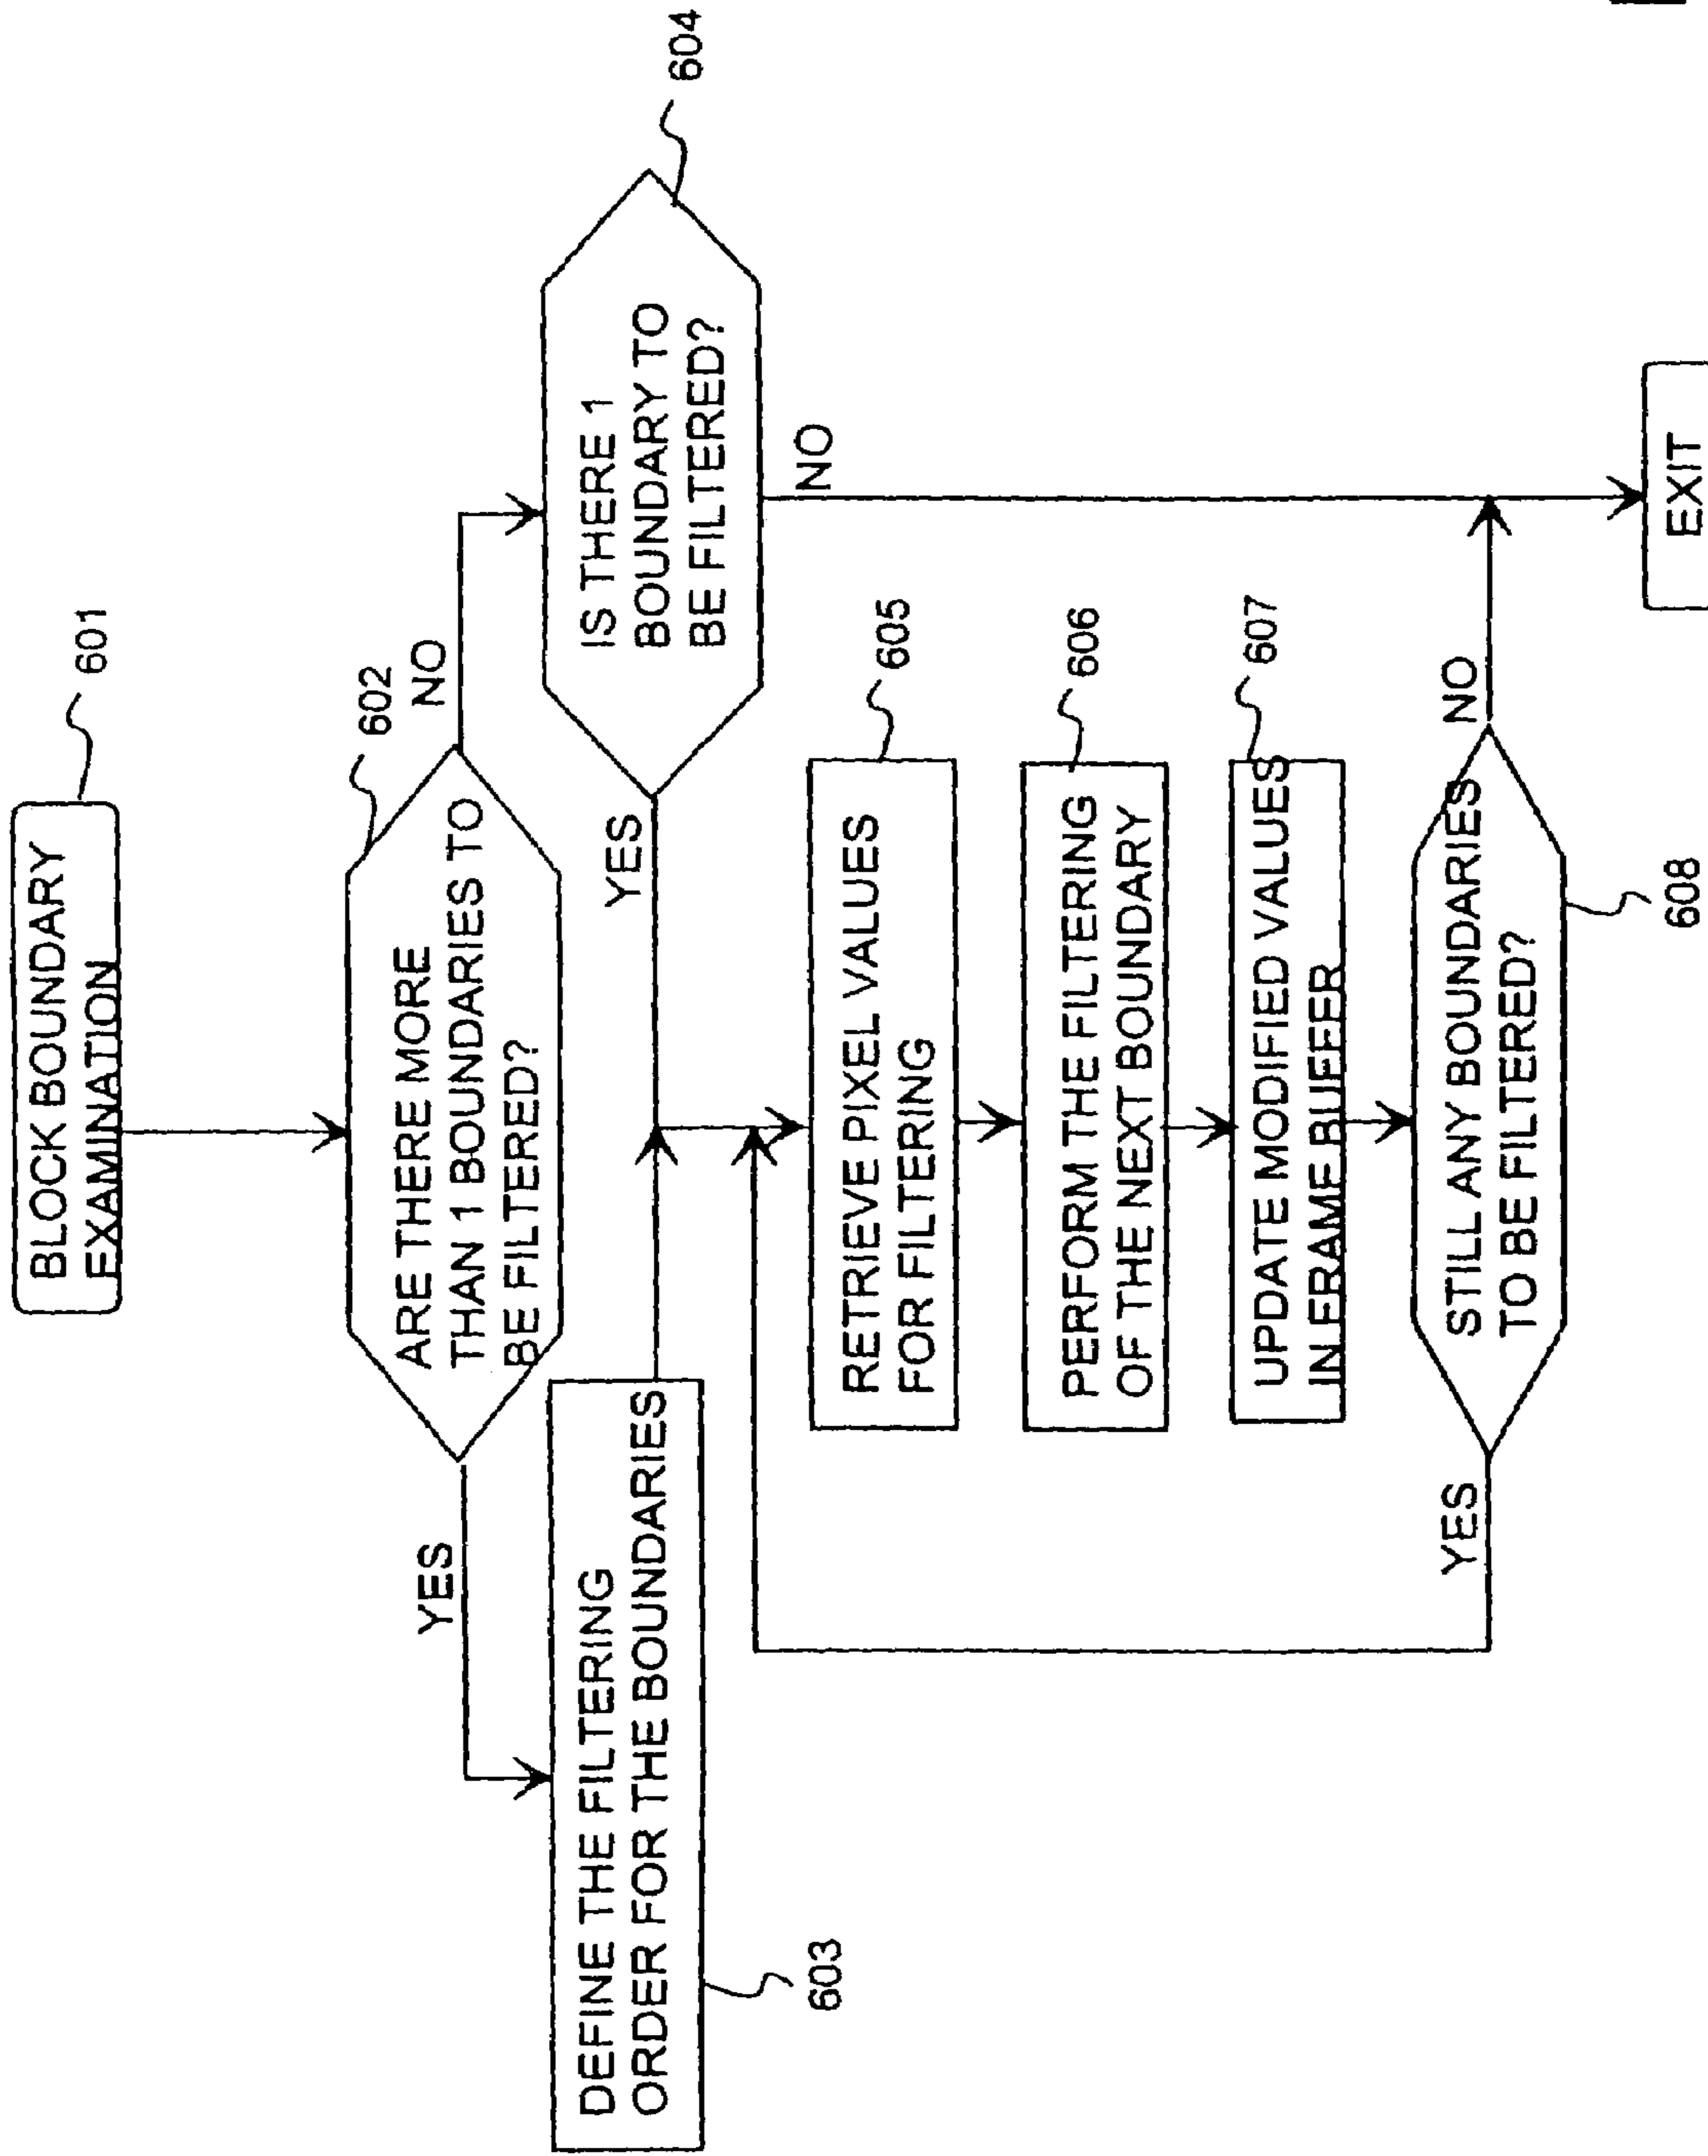 BLOCK BOUNDARY
EXAMINATION
601
ARE THERE MORE
THAN 1 BOUNDARIES TO
BE FILTERED?
602
YES
NO
DEFINE THE FILTERING
ORDER FOR THE BOUNDARIES
603
IS THERE 1
BOUNDARY TO
BE FILTERED?
604
YES
NO
RETRIEVE PIXEL VALUES
FOR FILTERING
605
PERFORM THE FILTERING
OF THE NEXT BOUNDARY
606
UPDATE MODIFIED VALUES
IN FRAME BUFFER
607
STILL ANY BOUNDARIES
TO BE FILTERED?
608
YES
NO
EXIT